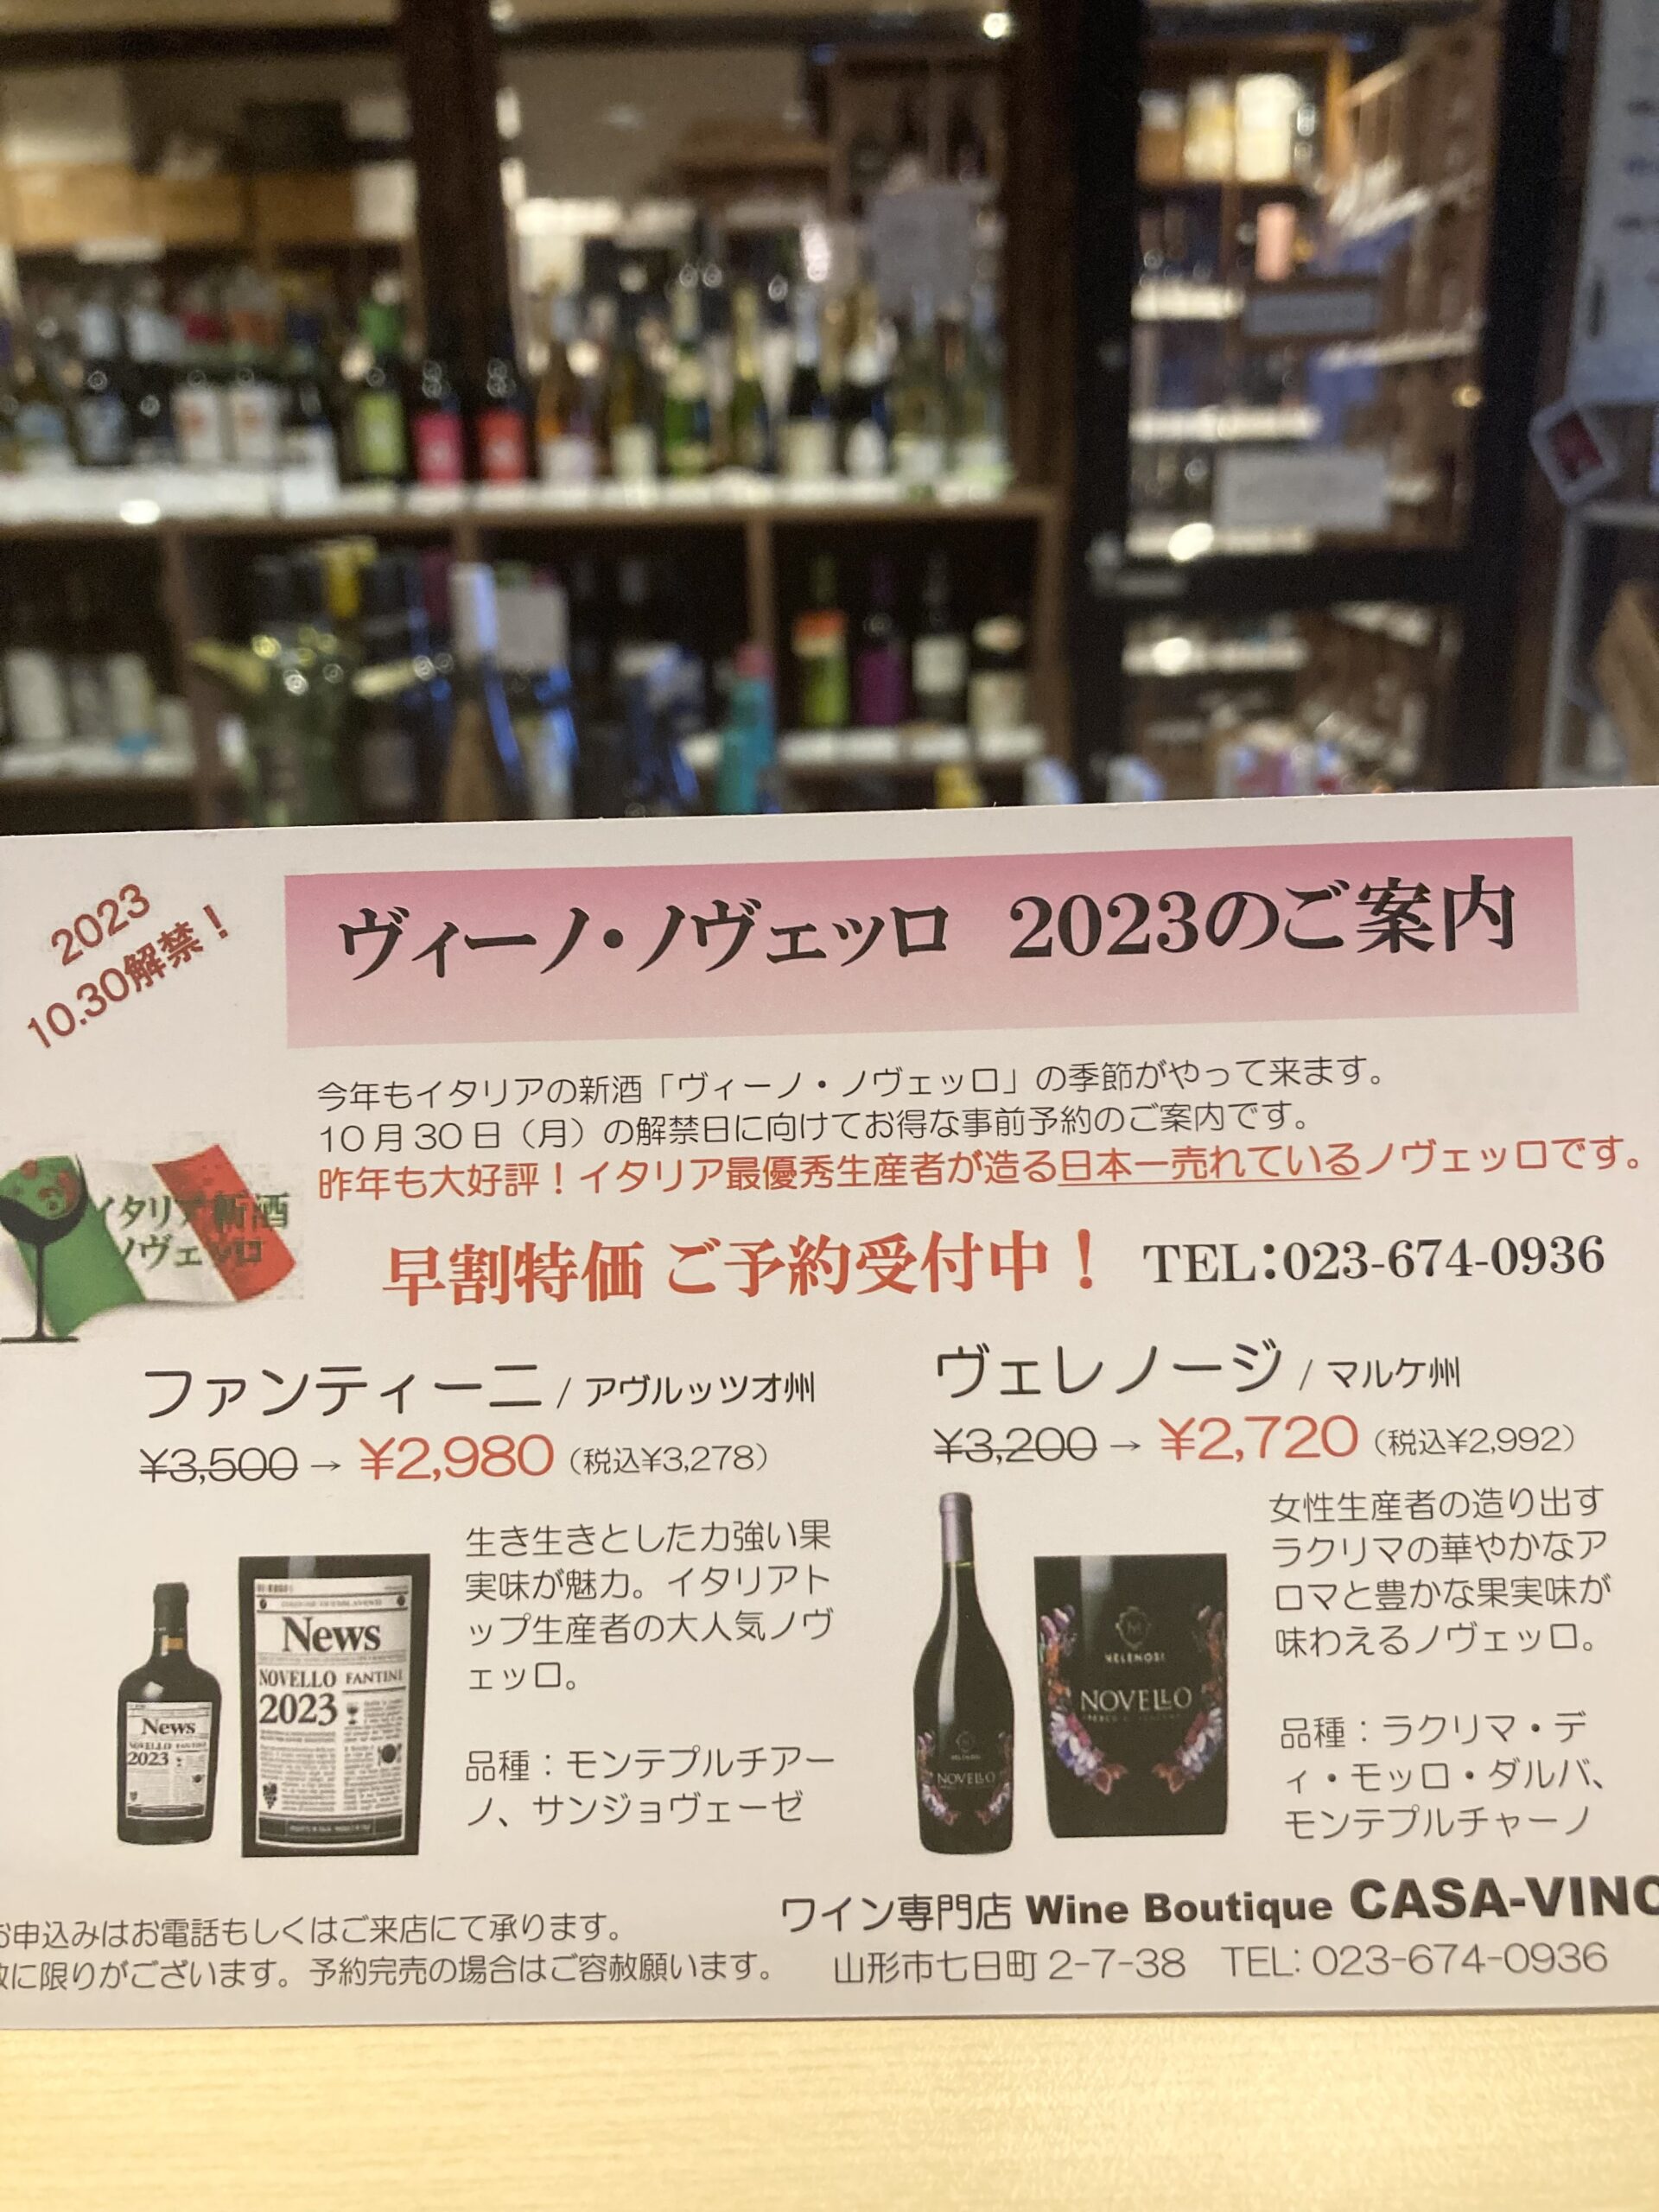 2023
10.30解禁！
ヴィーノ・ノヴェッロ 2023のご案内
今年もイタリアの新酒「ヴィーノ・ノヴェッロ」の季節がやって来ます。
10月30日（月）の解禁日に向けてお得な事前予約のご案内です。
昨年も大好評！イタリア最優秀生産者が造る日本一売れているノヴェッロです。
イタリア新酒
ノヴェッロ
早割特価 ご予約受付中！ TEL：023-674-0936
ファンティーニ / アヴルッツオ州
¥3,500 → ¥2,980（税込¥3,278）
生き生きとした力強い果
実味が魅力。イタリアト
ップ生産者の大人気ノヴ
ェッロ。
品種：モンテプルチアー
ノ、サンジョヴェーゼ
News
NOVELLO FANTINI
2023
News
NOVELLO FANTINI
2023
ヴェレノージ / マルケ州
¥3,200 → ¥2,720（税込¥2,992）
女性生産者の造り出す
ラクリマの華やかなア
ロマと豊かな果実味が
味わえるノヴェッロ。
品種：ラクリマ・デ
ィ・モッロ・ダルバ、
モンテプルチャーノ
VELENOSI
NOVELLO
VELENOSI
NOVELLO
お申込みはお電話もしくはご来店にて承ります。
数に限りがございます。予約完売の場合はご容赦願います。
ワイン専門店 Wine Boutique CASA-VINO
山形市七日町 2-7-38 TEL: 023-674-0936